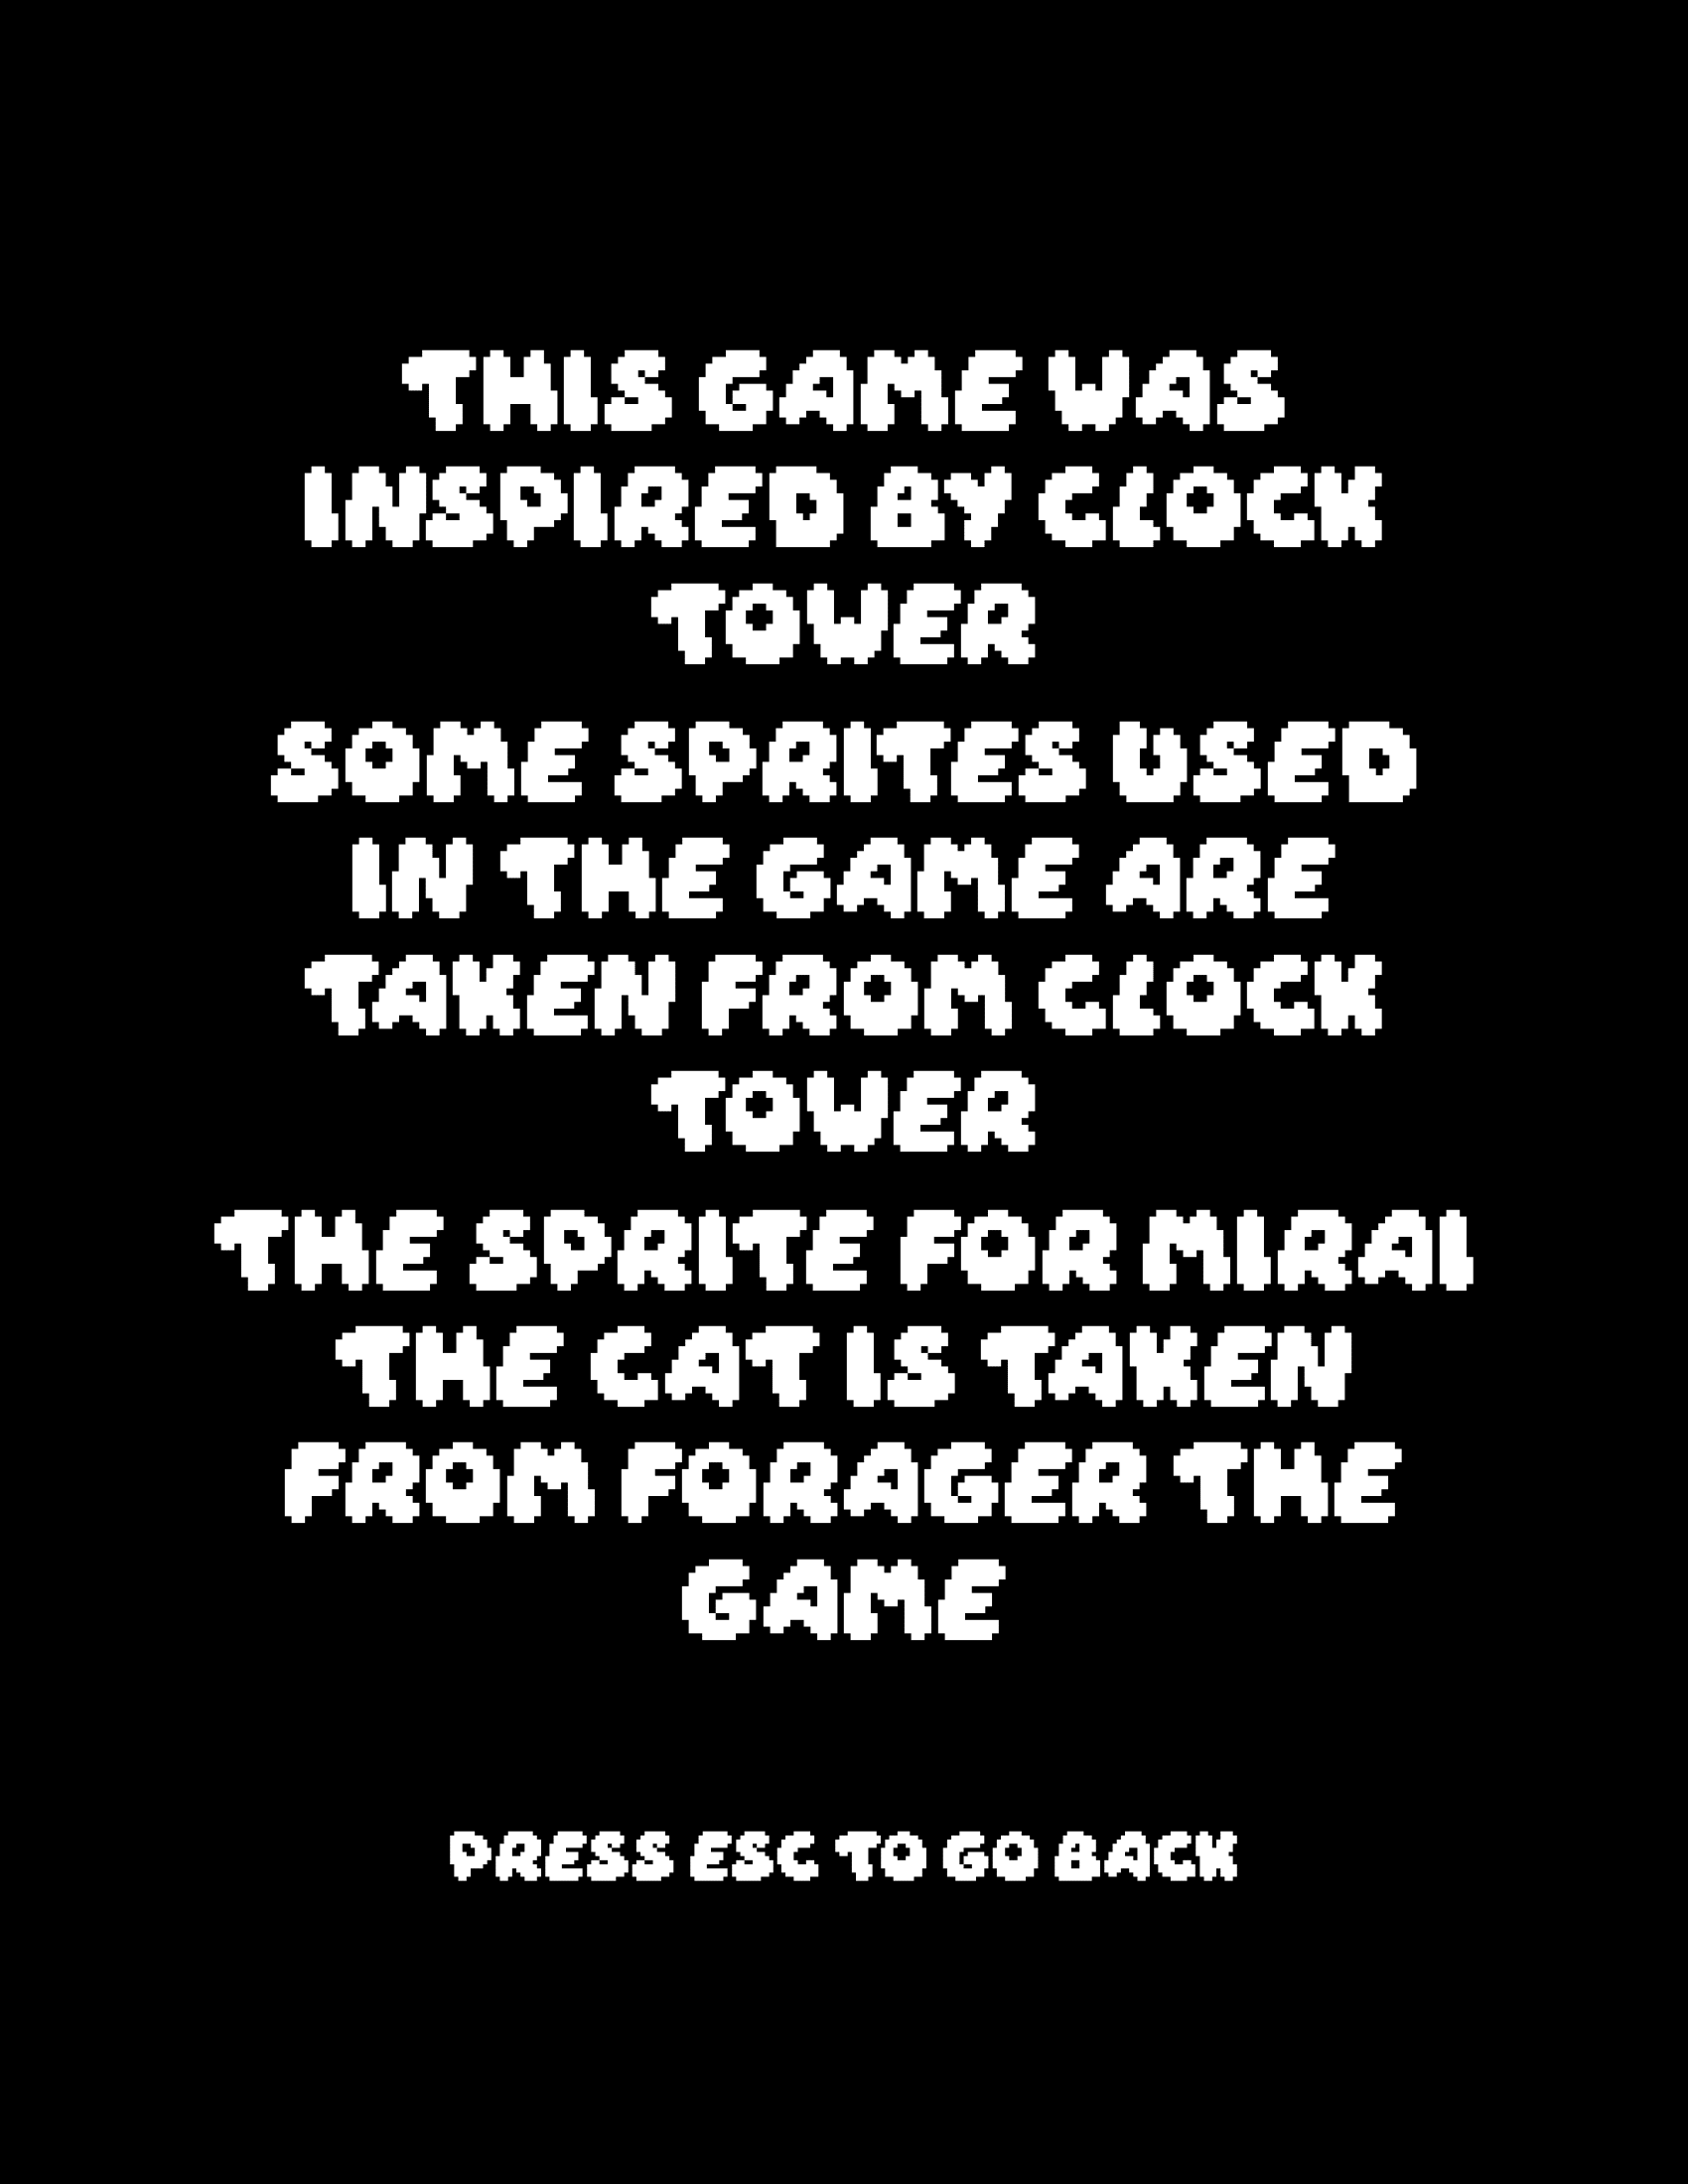 THIS GAME WAS
INSPIRED BY CLOCK
TOWER
SOME SPRITES USED
IN THE GAME ARE
TAKEN FROM CLOCK
TOWER
THE SPRITE FOR MIRAI
THE CAT IS TAKEN
FROM FORAGER THE
GAME
PRESS ESC TO GO BACK